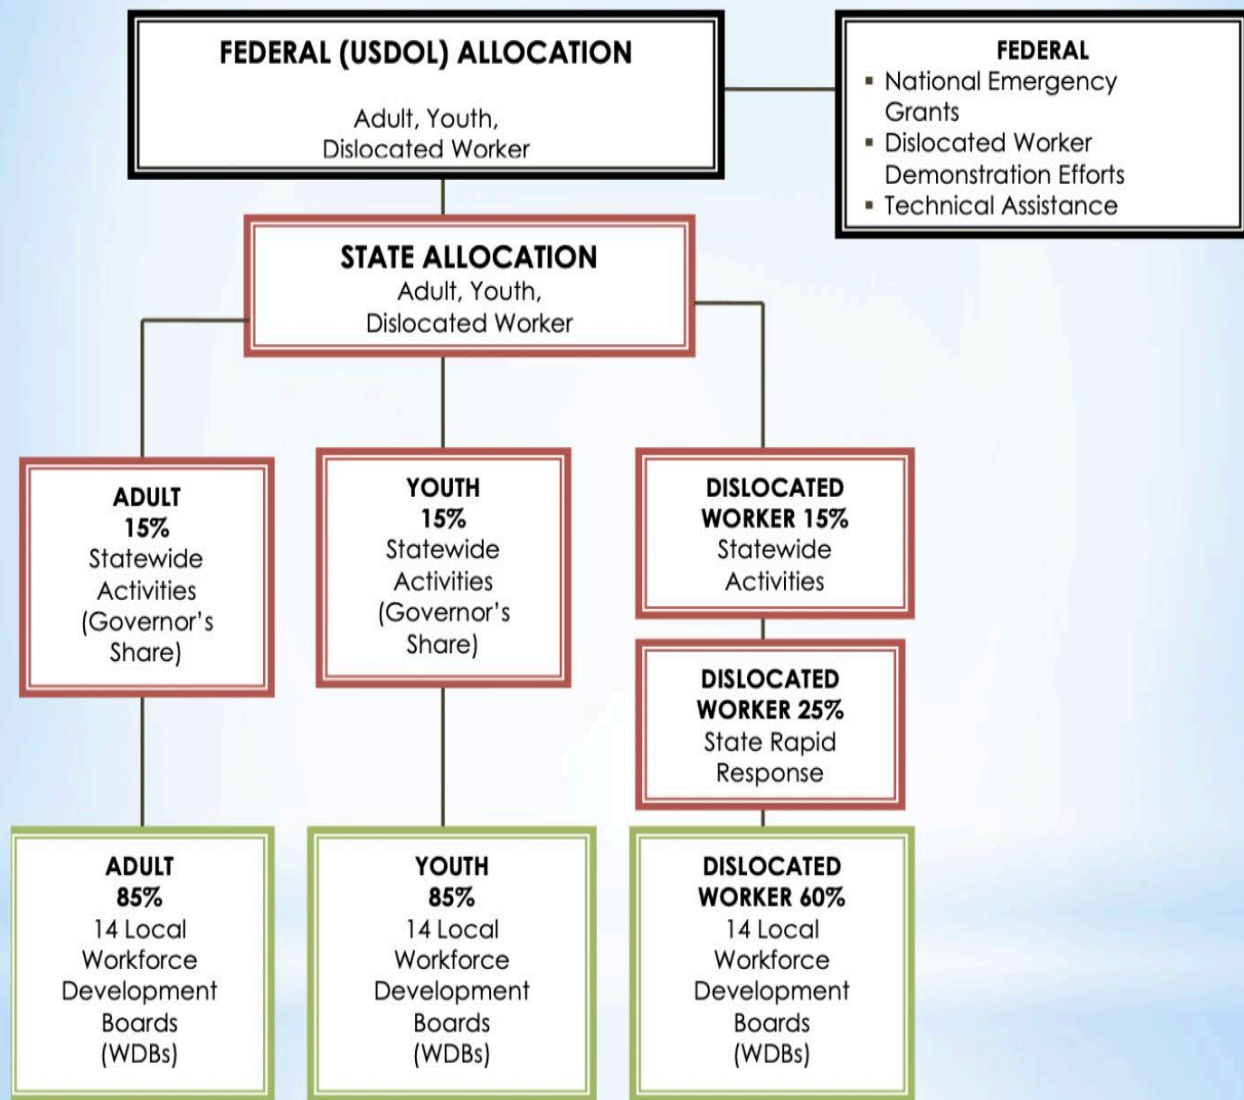 FEDERAL (USDOL) ALLOCATION
Adult, Youth,
Dislocated Worker
FEDERAL
▪ National Emergency
Grants
▪ Dislocated Worker
Demonstration Efforts
▪ Technical Assistance
STATE ALLOCATION
Adult, Youth,
Dislocated Worker
ADULT
15%
Statewide
Activities
(Governor's
Share)
YOUTH
15%
Statewide
Activities
(Governor's
Share)
DISLOCATED
WORKER 15%
Statewide
Activities
DISLOCATED
WORKER 25%
State Rapid
Response
ADULT
85%
14 Local
Workforce
Development
Boards
(WDBs)
YOUTH
85%
14 Local
Workforce
Development
Boards
(WDBs)
DISLOCATED
WORKER 60%
14 Local
Workforce
Development
Boards
(WDBs)